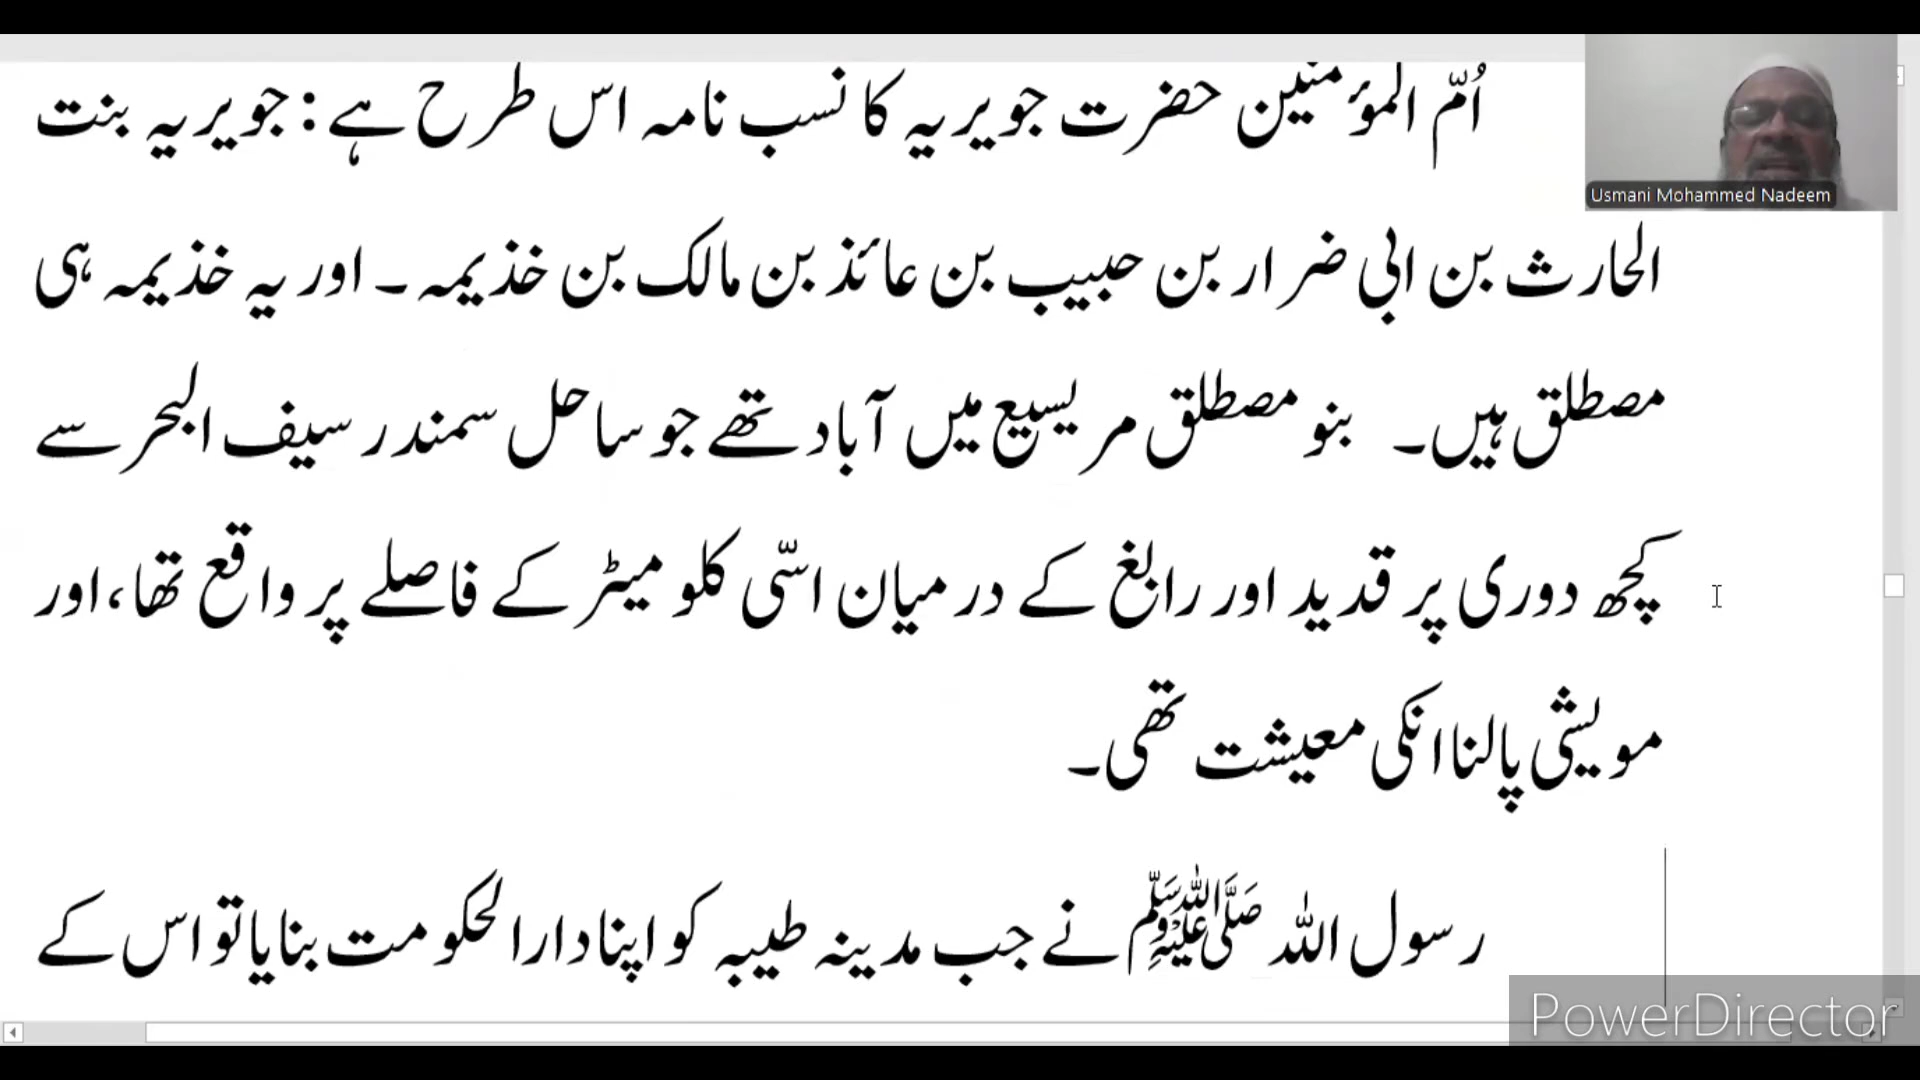 اُمّ المؤمنین حضرت جویریہ کا نسب نامہ اس طرح ہے: جویریہ بنت
الحارث بن ابی ضرار بن حبیب بن عائذ بن مالک بن خذیمہ۔ اور یہ خذیمہ ہی
مصطلق ہیں۔ بنو مصطلق مریسیع میں آباد تھے جو ساحل سمندر سیف البحر سے
کچھ دوری پر قدید اور رابغ کے درمیان اسّی کلو میٹر کے فاصلے پر واقع تھا، اور
مویشی پالنا انکی معیشت تھی۔
رسول اللہ ﷺ نے جب مدینہ طیبہ کو اپنا دارالحکومت بنایا تو اس کے
Usmani Mohammed Nadeem
PowerDirector